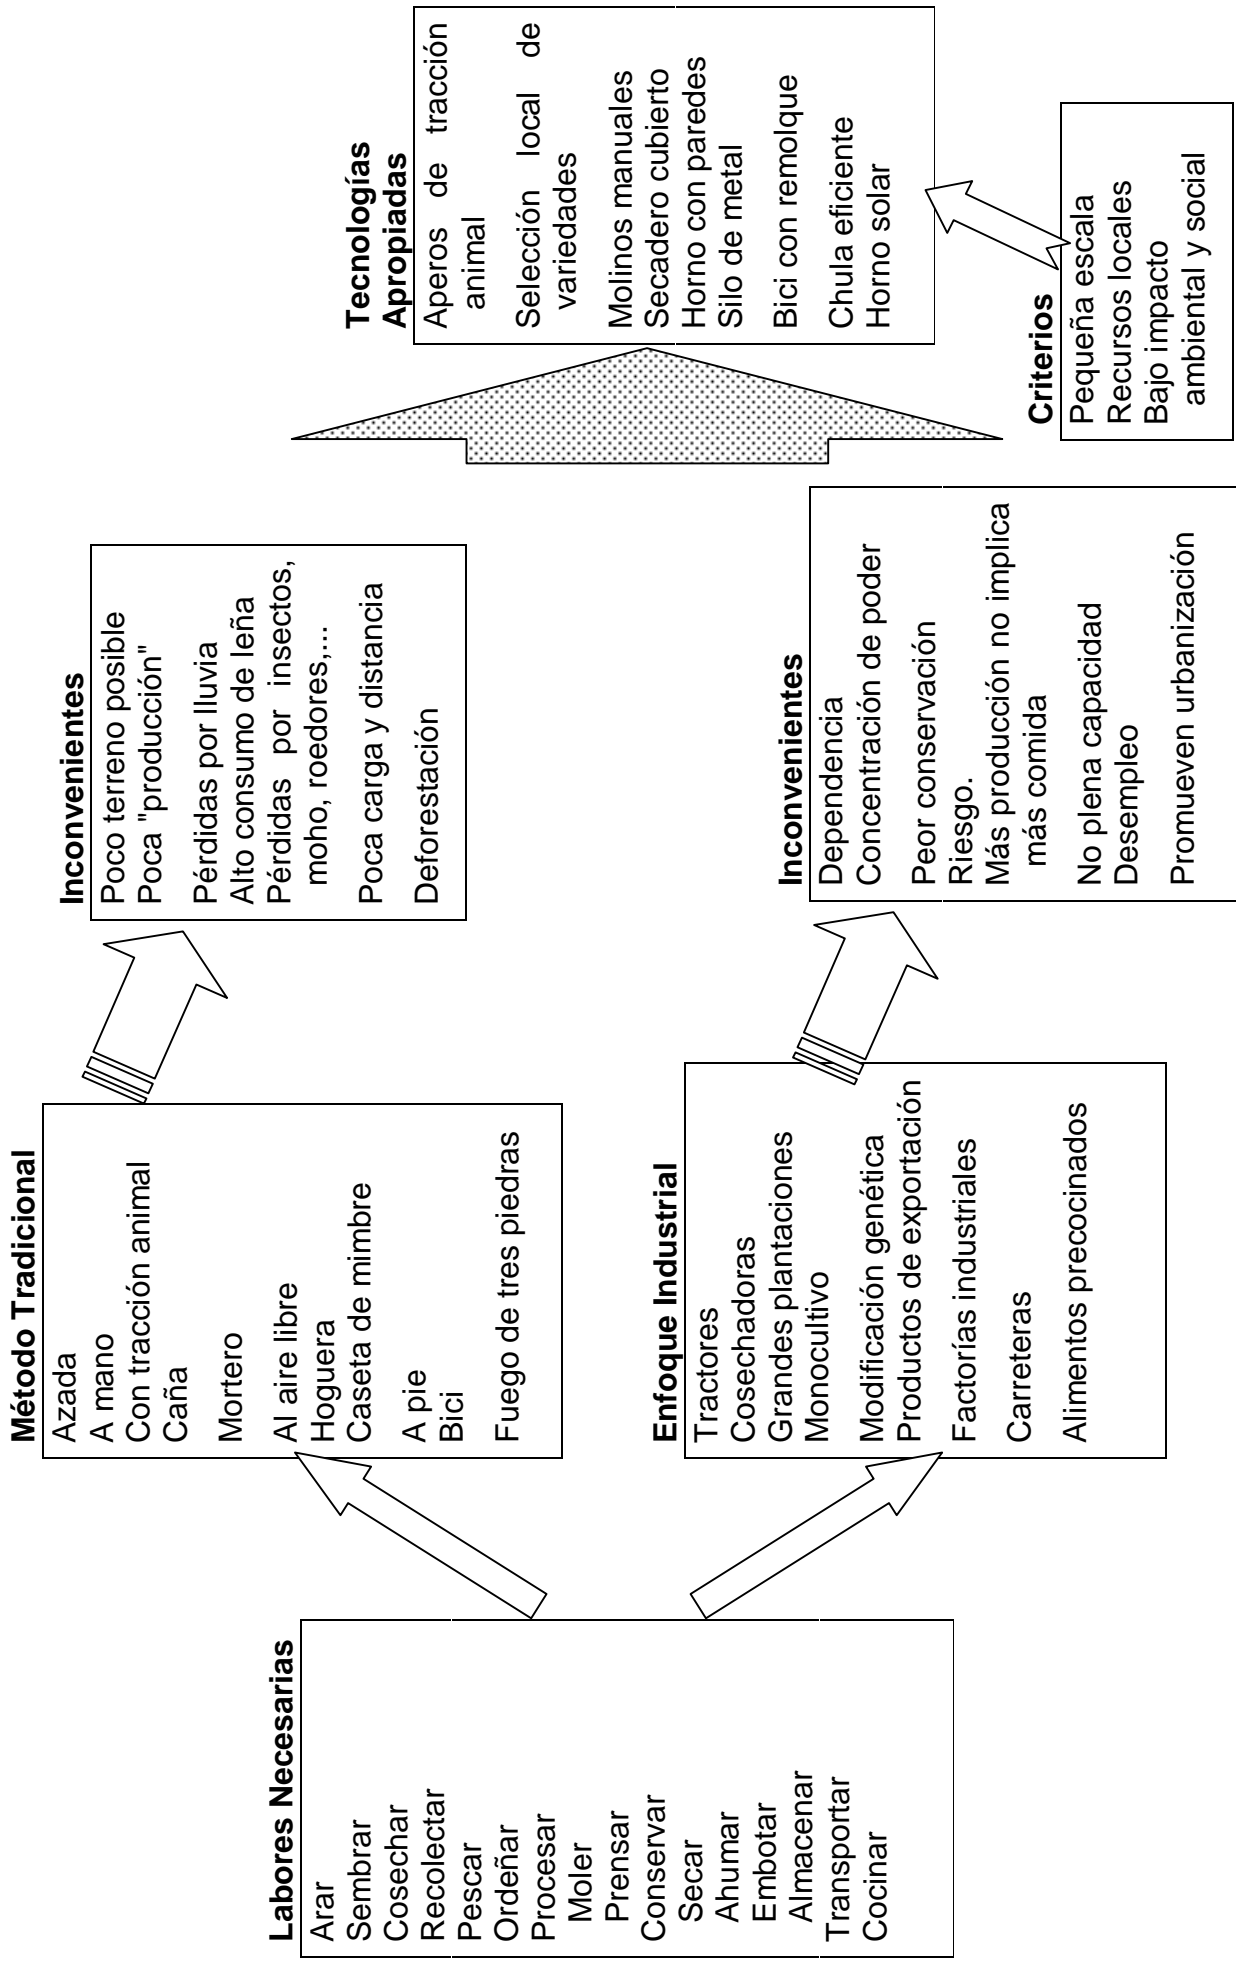 Labores Necesarias
Arar
Sembrar
Cosechar
Recolectar
Pescar
Ordeñar
Procesar
Moler
Prensar
Conservar
Secar
Ahumar
Embotar
Almacenar
Transportar
Cocinar
Método Tradicional
Azada
A mano
Con tracción animal
Caña
Mortero
Al aire libre
Hoguera
Caseta de mimbre
A pie
Bici
Fuego de tres piedras
Inconvenientes
Poco terreno posible
Poca "producción"
Pérdidas por lluvia
Alto consumo de leña
Pérdidas por insectos,
moho, roedores,...
Poca carga y distancia
Deforestación
Enfoque Industrial
Tractores
Cosechadoras
Grandes plantaciones
Monocultivo
Modificación genética
Productos de exportación
Factorías industriales
Carreteras
Alimentos precocinados
Inconvenientes
Dependencia
Concentración de poder
Peor conservación
Riesgo.
Más producción no implica
más comida
No plena capacidad
Desempleo
Promueven urbanización
Tecnologías
Apropiadas
Aperos de tracción
animal
Selección local de
variedades
Molinos manuales
Secadero cubierto
Horno con paredes
Silo de metal
Bici con remolque
Chula eficiente
Horno solar
Criterios
Pequeña escala
Recursos locales
Bajo impacto
ambiental y social